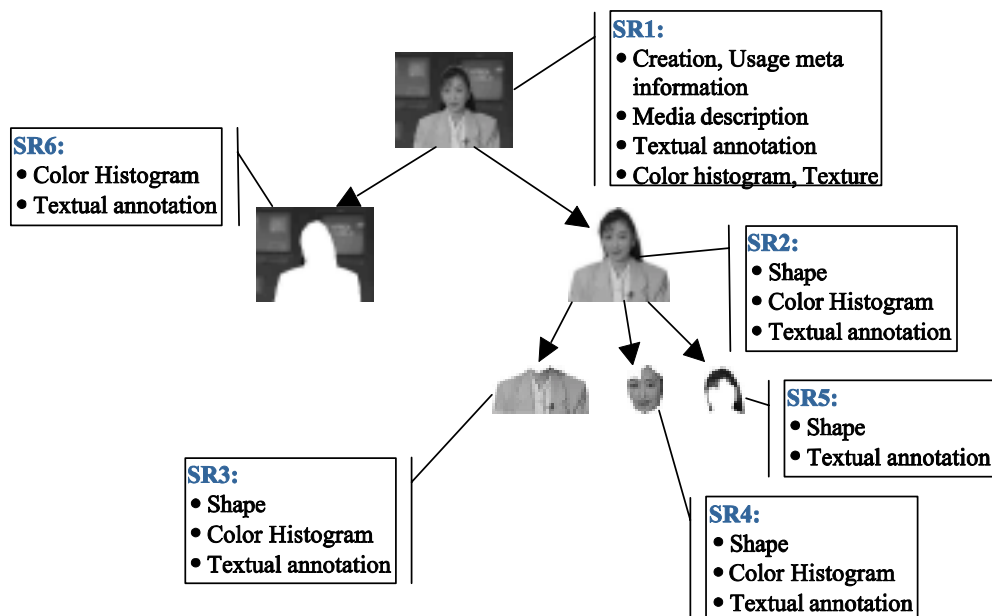 SR1:
• Creation, Usage meta
information
• Media description
• Textual annotation
• Color histogram, Texture
SR6:
• Color Histogram
• Textual annotation
SR2:
• Shape
• Color Histogram
• Textual annotation
SR5:
• Shape
• Textual annotation
SR3:
• Shape
• Color Histogram
• Textual annotation
SR4:
• Shape
• Color Histogram
• Textual annotation